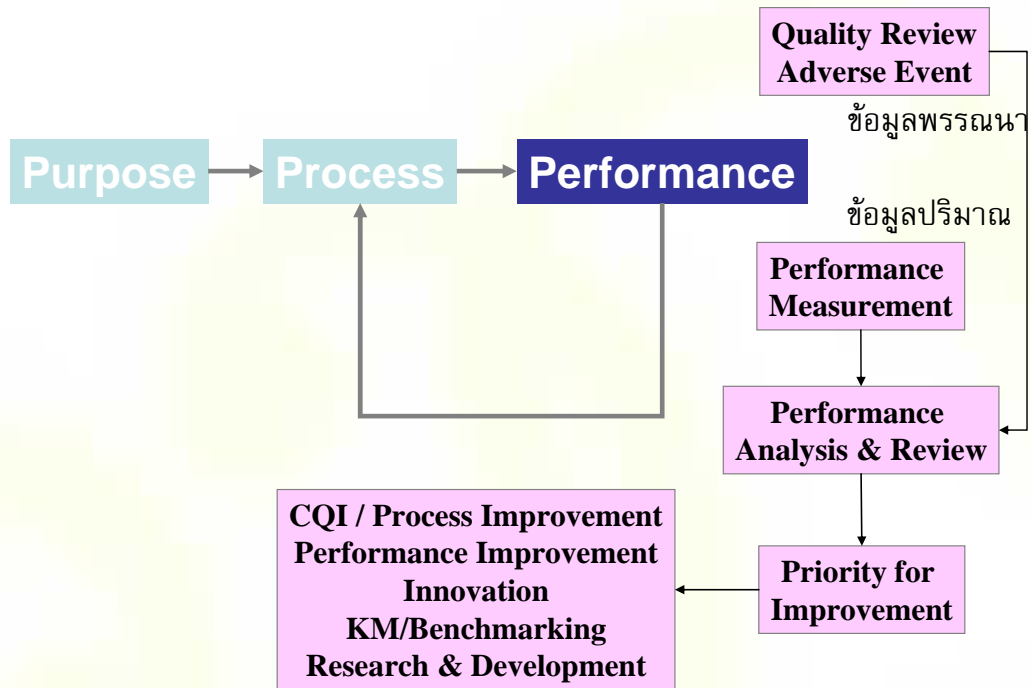 Quality Review
Adverse Event
ข้อมูลพรรณนา
Purpose
Process
Performance
ข้อมูลปริมาณ
Performance
Measurement
Performance
Analysis & Review
CQI / Process Improvement
Performance Improvement
Innovation
KM/Benchmarking
Research & Development
Priority for
Improvement